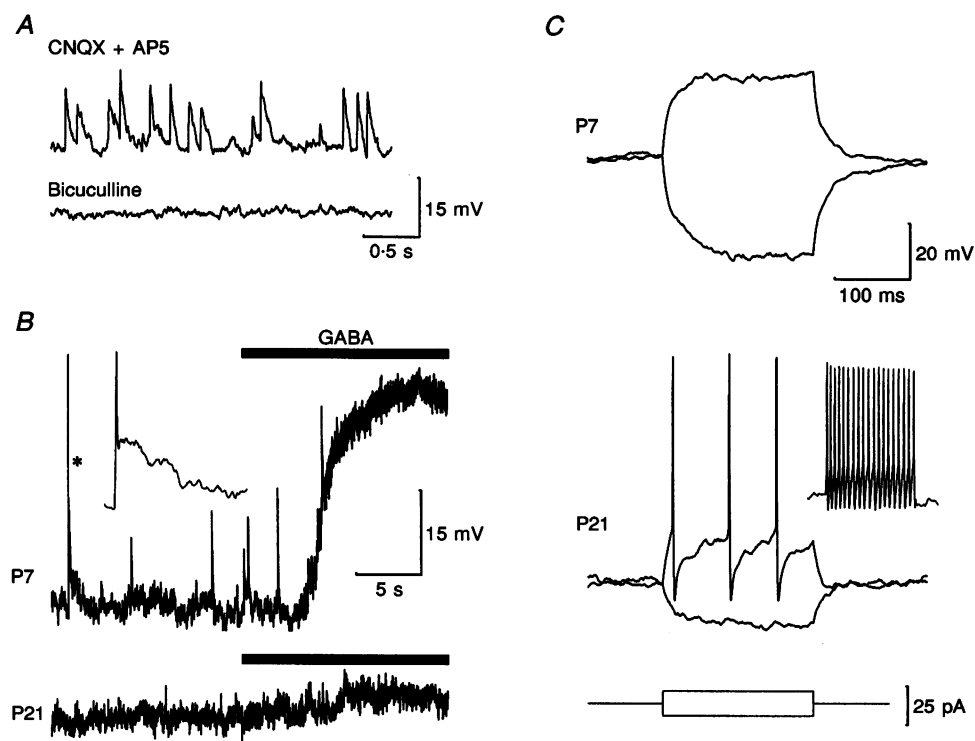 A
CNQX + AP5
Bicuculline
15 mV
0·5 s
B
GABA
*
P7
15 mV
5 s
P21
C
P7
20 mV
100 ms
P21
25 pA